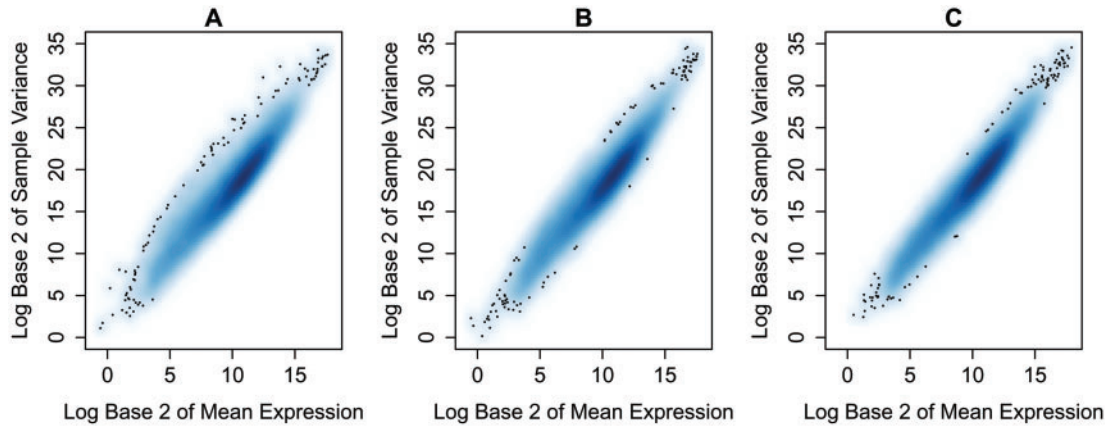 A
B
C
Log Base 2 of Sample Variance
0 5 10 15 20 25 30 35
0 5 10 15
Log Base 2 of Mean Expression
Log Base 2 of Sample Variance
0 5 10 15 20 25 30 35
0 5 10 15
Log Base 2 of Mean Expression
Log Base 2 of Sample Variance
0 5 10 15 20 25 30 35
0 5 10 15
Log Base 2 of Mean Expression